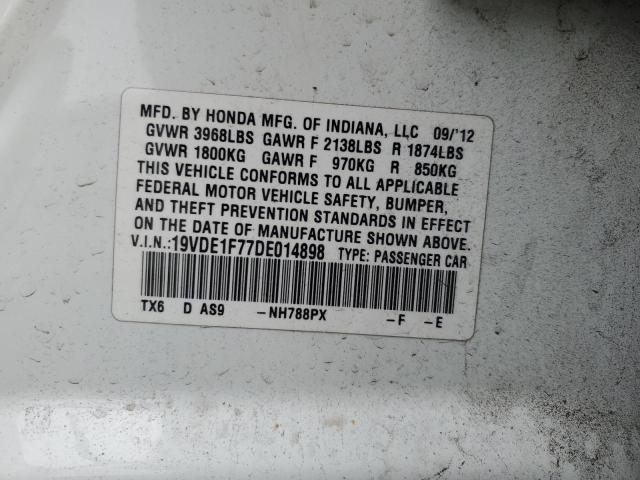 MFD. BY HONDA MFG. OF INDIANA, LLC 09/'12
GVWR 3968LBS GAWR F 2138LBS R 1874LBS
GVWR 1800KG GAWR F 970KG R 850KG
THIS VEHICLE CONFORMS TO ALL APPLICABLE
FEDERAL MOTOR VEHICLE SAFETY, BUMPER,
AND THEFT PREVENTION STANDARDS IN EFFECT
ON THE DATE OF MANUFACTURE SHOWN ABOVE.
V.I.N.:19VDE1F77DE014898 TYPE: PASSENGER CAR
TX6 D AS9 –NH788PX –F –E